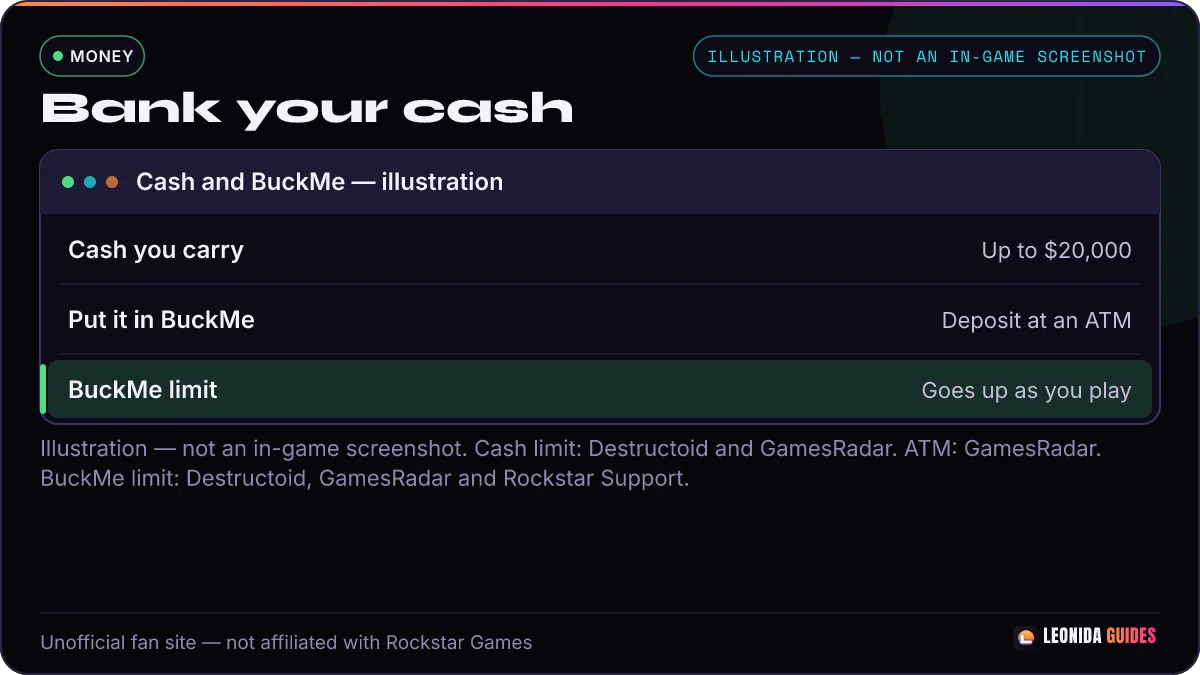 MONEY
ILLUSTRATION — NOT AN IN-GAME SCREENSHOT
Bank your cash
Cash and BuckMe — illustration
Cash you carry
Up to $20,000
Put it in BuckMe
Deposit at an ATM
BuckMe limit
Goes up as you play
Illustration — not an in-game screenshot. Cash limit: Destructoid and GamesRadar. ATM: GamesRadar.
BuckMe limit: Destructoid, GamesRadar and Rockstar Support.
Unofficial fan site — not affiliated with Rockstar Games
LEONIDA GUIDES